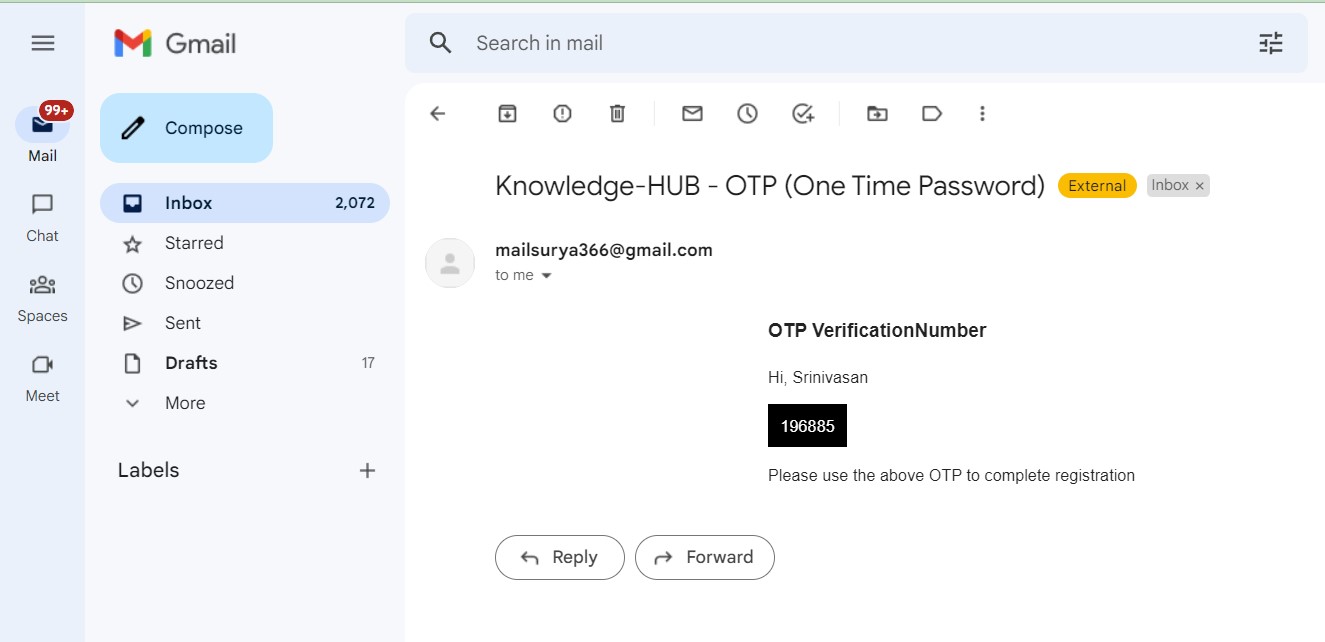 Gmail
Search in mail
99+
Mail
Chat
Spaces
Meet
Compose
Inbox 2,072
Starred
Snoozed
Sent
Drafts 17
More
Labels
Knowledge-HUB - OTP (One Time Password) External Inbox ×
mailsurya366@gmail.com
to me
OTP VerificationNumber
Hi, Srinivasan
196885
Please use the above OTP to complete registration
Reply Forward